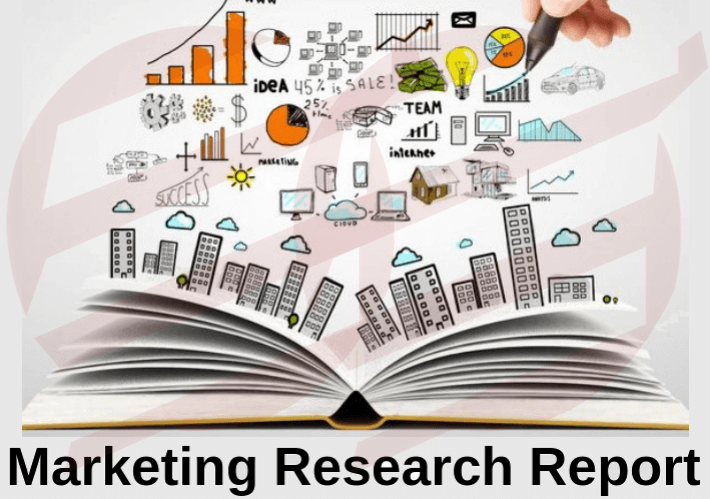 IDEA 45% is SALE!
25%
TEAM
marketing
internet
SUCCESS
CLOUD
Marketing Research Report